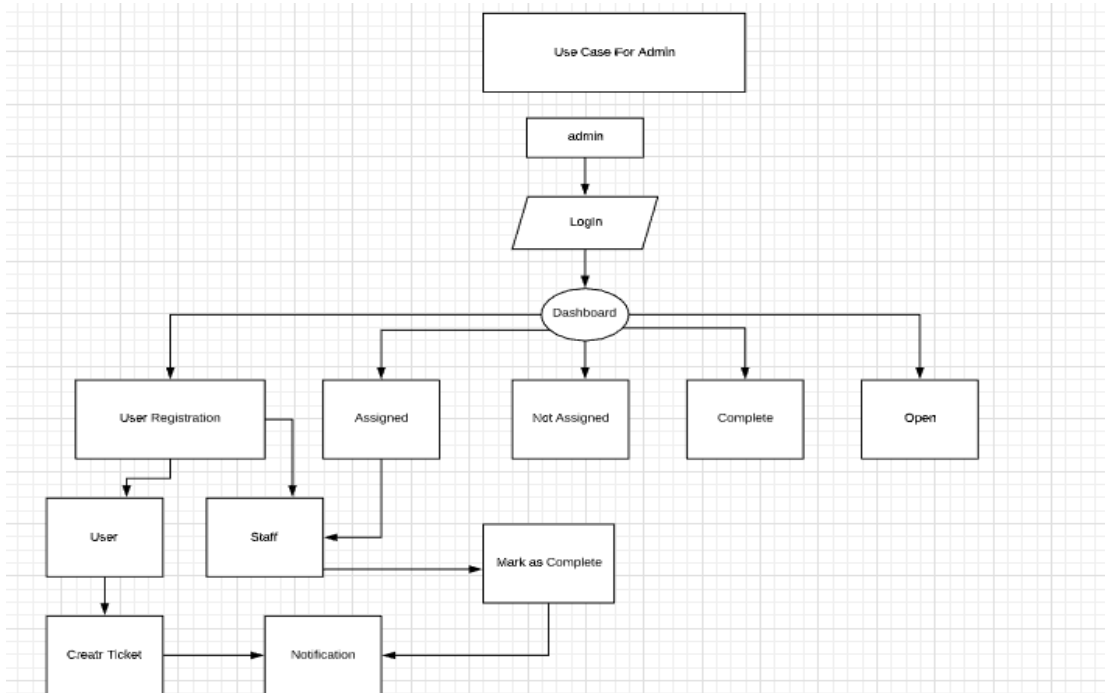 Use Case For Admin
admin
Login
Dashboard
User Registration
Assigned
Not Assigned
Complete
Open
User
Staff
Mark as Complete
Creatr Ticket
Notification